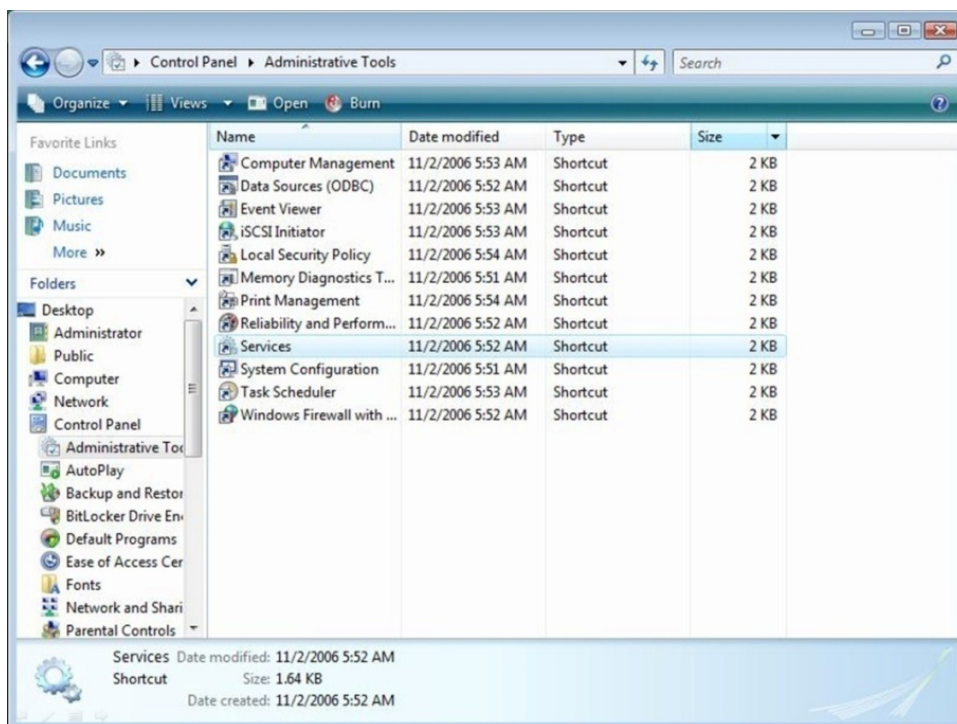 Control Panel Administrative Tools
Search
Organize Views Open Burn
Favorite Links
Documents
Pictures
Music
More »
Folders
Desktop
Administrator
Public
Computer
Network
Control Panel
Administrative Too
AutoPlay
Backup and Restor
BitLocker Drive En
Default Programs
Ease of Access Cer
Fonts
Network and Shari
Parental Controls
Name Date modified Type Size
Computer Management 11/2/2006 5:53 AM Shortcut 2 KB
Data Sources (ODBC) 11/2/2006 5:52 AM Shortcut 2 KB
Event Viewer 11/2/2006 5:53 AM Shortcut 2 KB
iSCSI Initiator 11/2/2006 5:53 AM Shortcut 2 KB
Local Security Policy 11/2/2006 5:54 AM Shortcut 2 KB
Memory Diagnostics T... 11/2/2006 5:51 AM Shortcut 2 KB
Print Management 11/2/2006 5:54 AM Shortcut 2 KB
Reliability and Perform... 11/2/2006 5:52 AM Shortcut 2 KB
Services 11/2/2006 5:52 AM Shortcut 2 KB
System Configuration 11/2/2006 5:51 AM Shortcut 2 KB
Task Scheduler 11/2/2006 5:53 AM Shortcut 2 KB
Windows Firewall with ... 11/2/2006 5:52 AM Shortcut 2 KB
Services Date modified: 11/2/2006 5:52 AM
Shortcut Size: 1.64 KB
Date created: 11/2/2006 5:52 AM